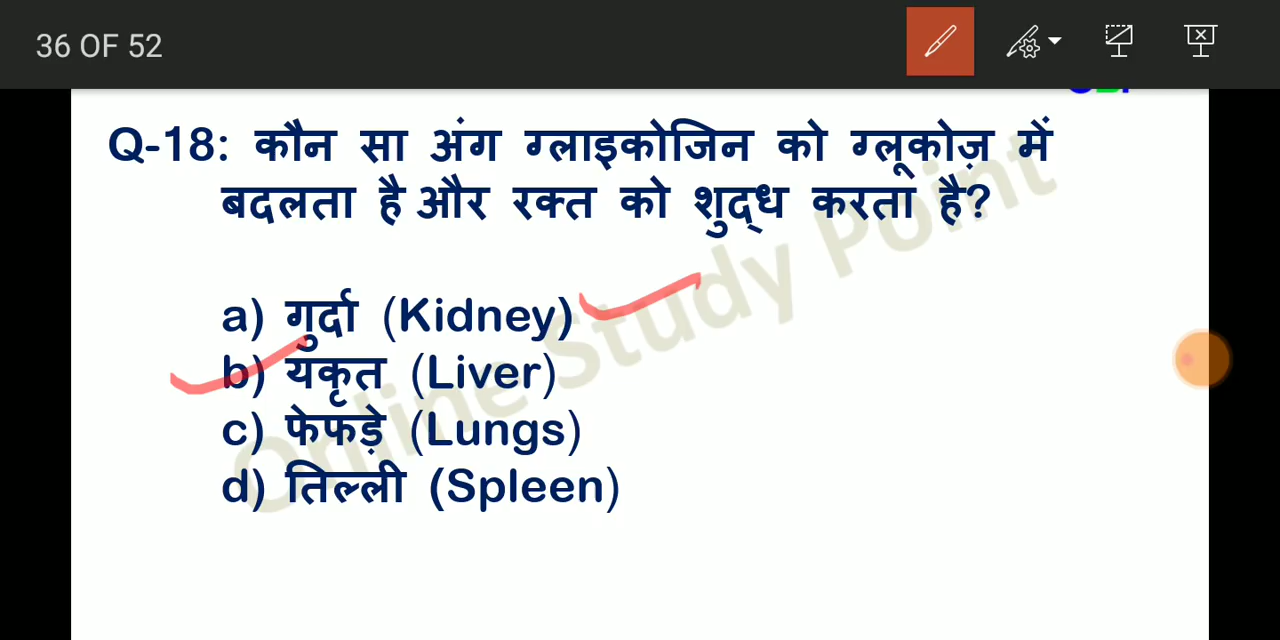 36 OF 52
Q-18: कौन सा अंग ग्लाइकोजिन को ग्लूकोज़ में
बदलता है और रक्त को शुद्ध करता है?
a) गुर्दा (Kidney)
b) यकृत (Liver)
c) फेफड़े (Lungs)
d) तिल्ली (Spleen)
Online Study Point